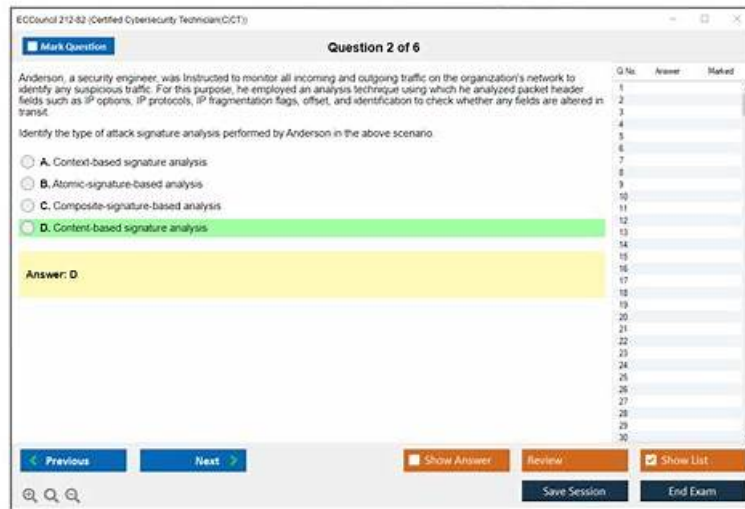 ECCouncil 212-82 (Certified Cybersecurity Technician(C|CT))
Mark Question
Question 2 of 6
Anderson, a security engineer, was Instructed to monitor all incoming and outgoing traffic on the organization's network to
identify any suspicious traffic. For this purpose, he employed an analysis technique using which he analyzed packet header
fields such as IP options, IP protocols, IP fragmentation flags, offset, and identification to check whether any fields are altered in
transit.
Identify the type of attack signature analysis performed by Anderson in the above scenario.
A. Context-based signature analysis
B. Atomic-signature-based analysis
C. Composite-signature-based analysis
D. Content-based signature analysis
Answer: D
Q No. Answer Marked
1
2
3
4
5
6
7
8
9
10
11
12
13
14
15
16
17
18
19
20
21
22
23
24
25
26
27
28
29
30
Previous
Next
Show Answer
Review
Show List
Save Session
End Exam